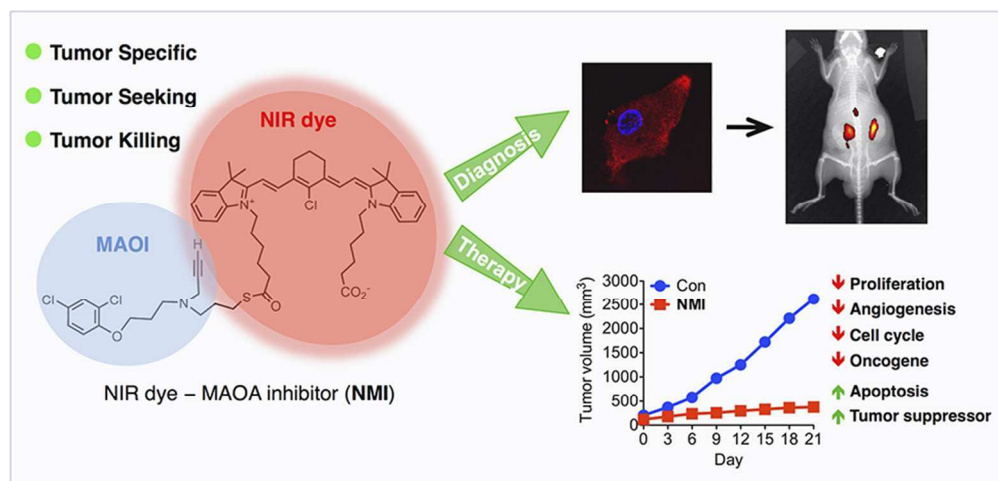 Tumor Specific
Tumor Seeking
Tumor Killing
NIR dye
Cl
N+
N
MAOI
H
Cl
Cl
N
S
O
O
CO2-
NIR dye – MAOA inhibitor (NMI)
Diagnosis
Therapy
Tumor volume (mm3)
3000
3000
2000
1500
1000
500
0
Con
NMI
0 3 6 9 12 15 18 21
Day
Proliferation
Angiogenesis
Cell cycle
Oncogene
Apoptosis
Tumor suppressor